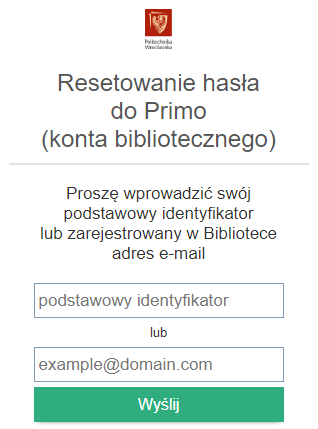 Politechnika
Wrocławska
Resetowanie hasła
do Primo
(konta bibliotecznego)
Proszę wprowadzić swój
podstawowy identyfikator
lub zarejestrowany w Bibliotece
adres e-mail
podstawowy identyfikator
lub
example@domain.com
Wyślij